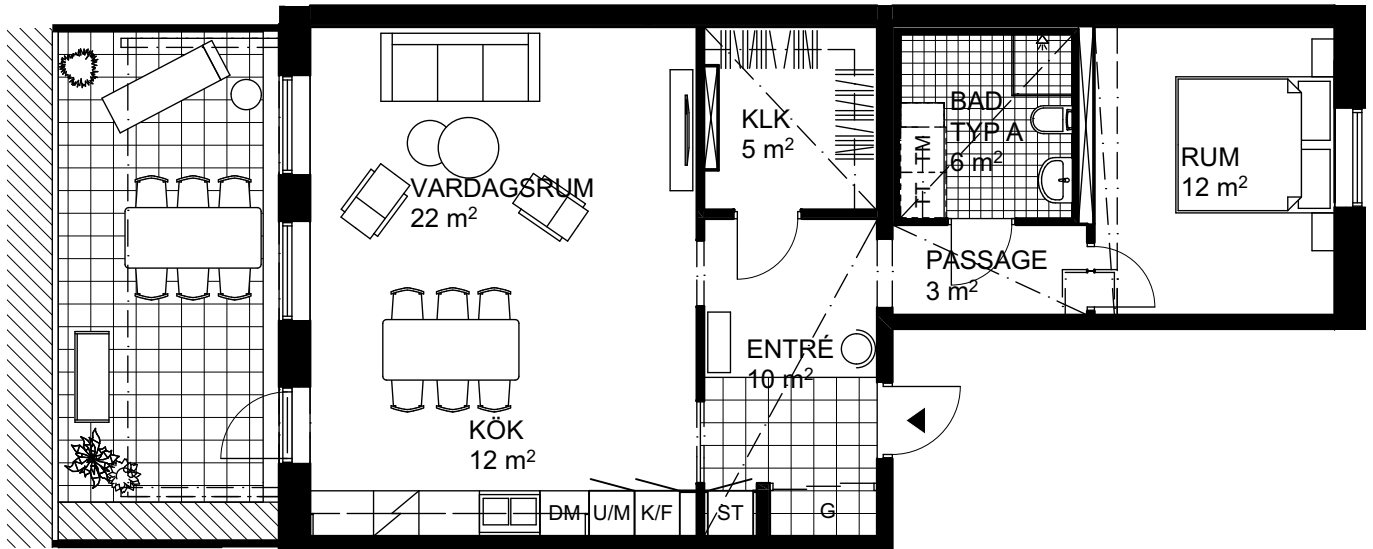 KLK
5 m²
BAD
TYP A
6 m²
TT TM
RUM
12 m²
VARDAGSRUM
22 m²
PASSAGE
3 m²
ENTRÉ
10 m²
KÖK
12 m²
DM U/M K/F ST G